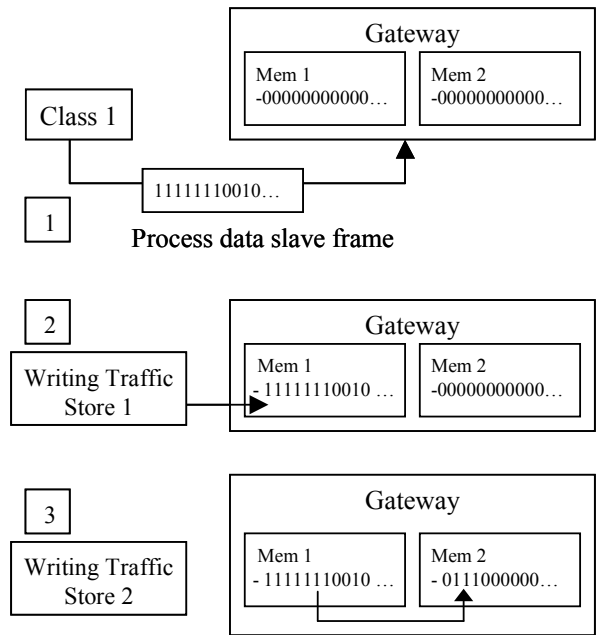 Gateway
Mem 1
-00000000000...
Mem 2
-00000000000...
Class 1
11111110010...
1
Process data slave frame
2
Writing Traffic
Store 1
Gateway
Mem 1
- 11111110010 ...
Mem 2
-00000000000...
3
Writing Traffic
Store 2
Gateway
Mem 1
- 11111110010 ...
Mem 2
- 0111000000...